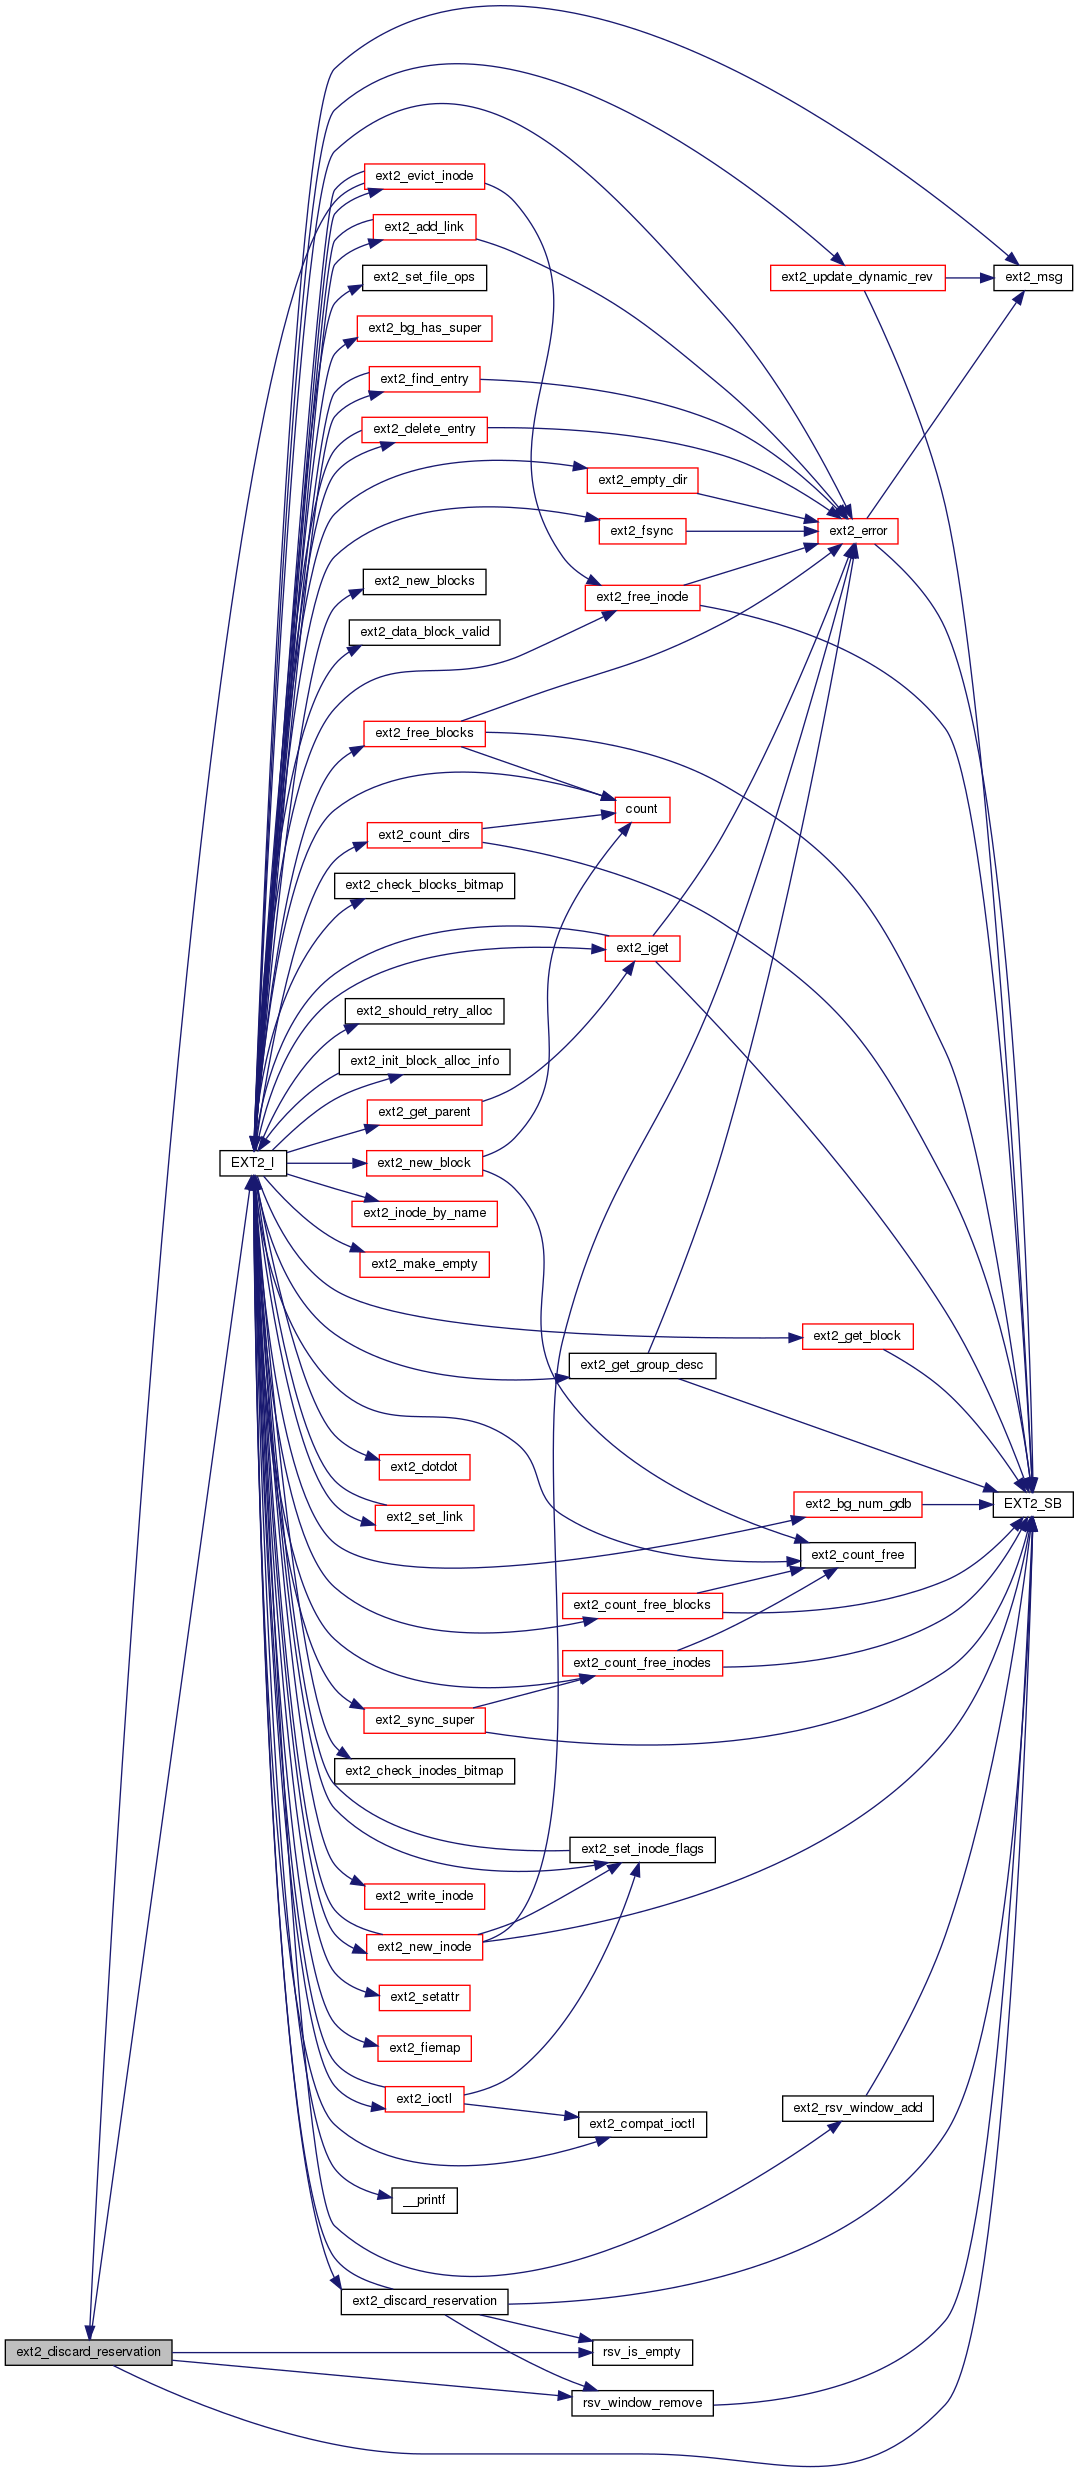 ext2_evict_inode
ext2_add_link
ext2_set_file_ops
ext2_update_dynamic_rev
ext2_msg
ext2_bg_has_super
ext2_find_entry
ext2_delete_entry
ext2_empty_dir
ext2_fsync
ext2_error
ext2_new_blocks
ext2_free_inode
ext2_data_block_valid
ext2_free_blocks
count
ext2_count_dirs
ext2_check_blocks_bitmap
ext2_iget
ext2_should_retry_alloc
ext2_init_block_alloc_info
ext2_get_parent
EXT2_I
ext2_new_block
ext2_inode_by_name
ext2_make_empty
ext2_get_block
ext2_get_group_desc
ext2_dotdot
ext2_bg_num_gdb
EXT2_SB
ext2_set_link
ext2_count_free
ext2_count_free_blocks
ext2_count_free_inodes
ext2_sync_super
ext2_check_inodes_bitmap
ext2_set_inode_flags
ext2_write_inode
ext2_new_inode
ext2_setattr
ext2_fiemap
ext2_ioctl
ext2_rsv_window_add
ext2_compat_ioctl
__printf
ext2_discard_reservation
ext2_discard_reservation
rsv_is_empty
rsv_window_remove